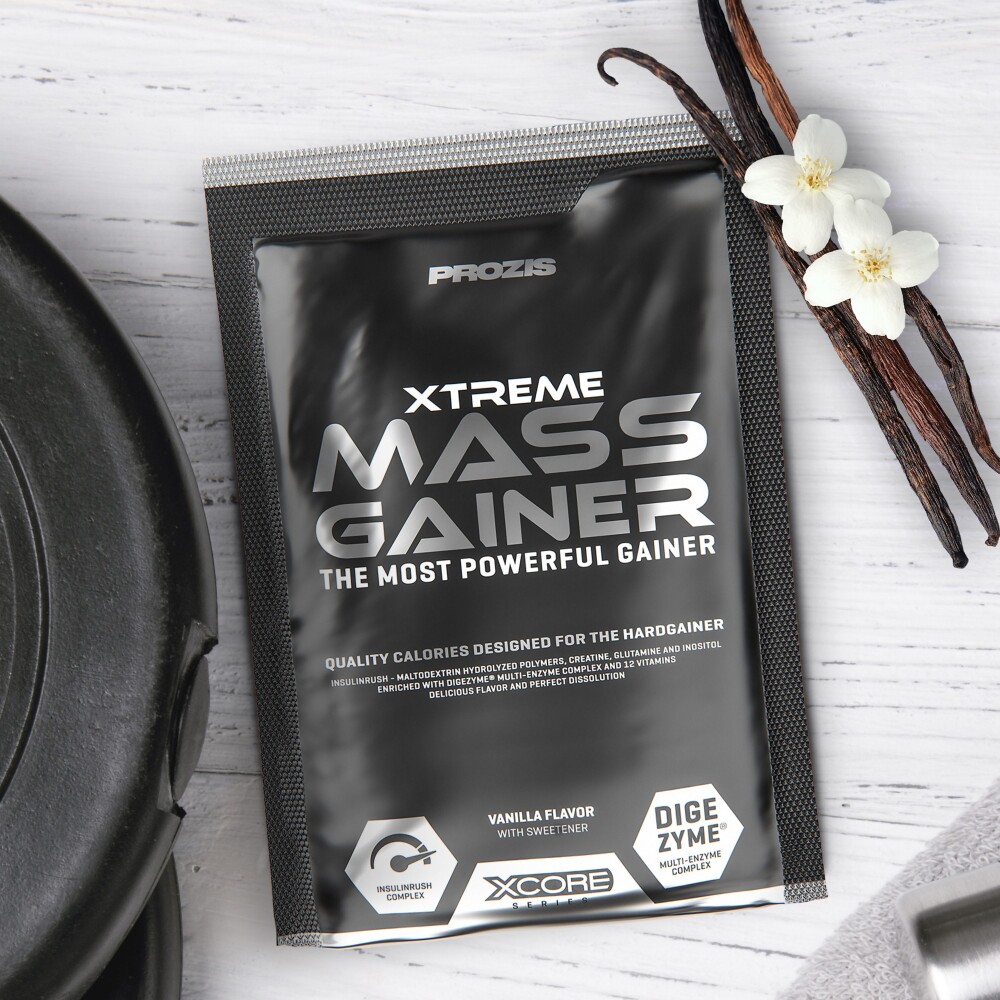 PROZIS
XTREME
MASS
GAINER
THE MOST POWERFUL GAINER
QUALITY CALORIES DESIGNED FOR THE HARDGAINER
INSULINRUSH - MALTODEXTRIN HYDROLYZED POLYMERS, CREATINE, GLUTAMINE AND INOSITOL
ENRICHED WITH DIGEZYME® MULTI-ENZYME COMPLEX AND 12 VITAMINS
DELICIOUS FLAVOR AND PERFECT DISSOLUTION
VANILLA FLAVOR
WITH SWEETENER
INSULINRUSH
COMPLEX
XCORE
SERIES
DIGE
ZYME®
MULTI-ENZYME
COMPLEX